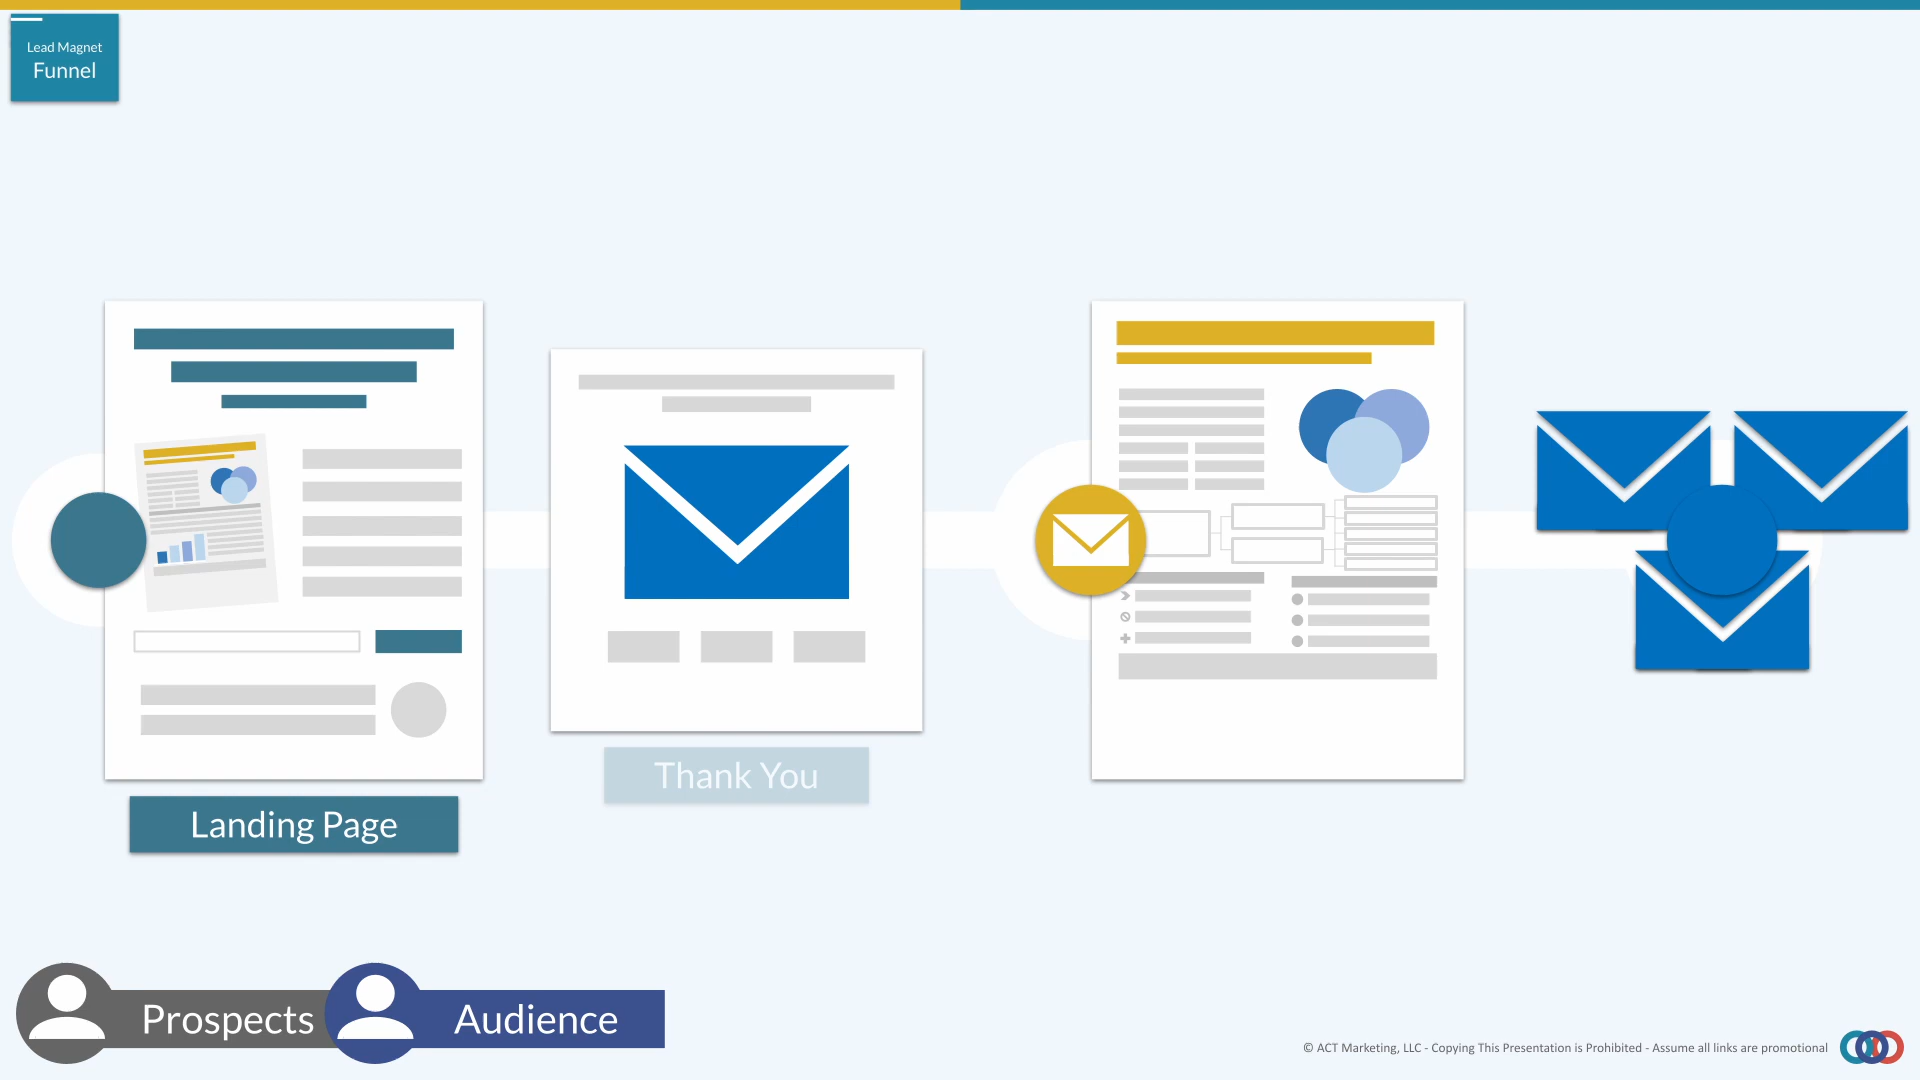 Lead Magnet
Funnel
Thank You
Landing Page
Prospects
Audience
© ACT Marketing, LLC - Copying This Presentation is Prohibited - Assume all links are promotional